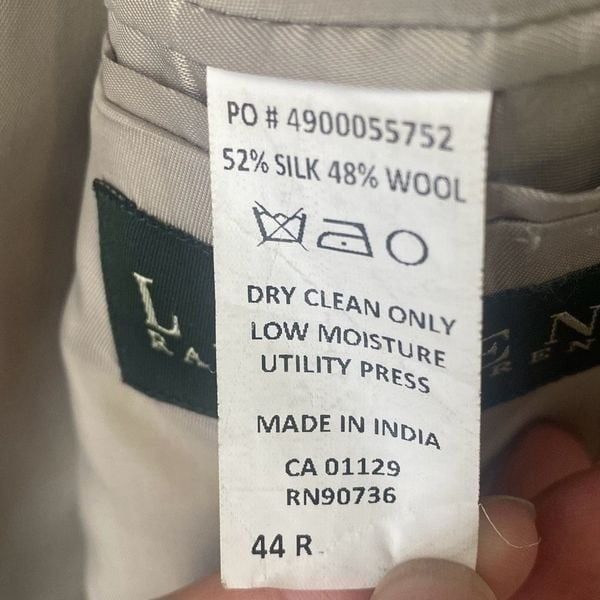 PO # 4900055752
52% SILK 48% WOOL
DRY CLEAN ONLY
LOW MOISTURE
UTILITY PRESS
MADE IN INDIA
CA 01129
RN90736
44 R